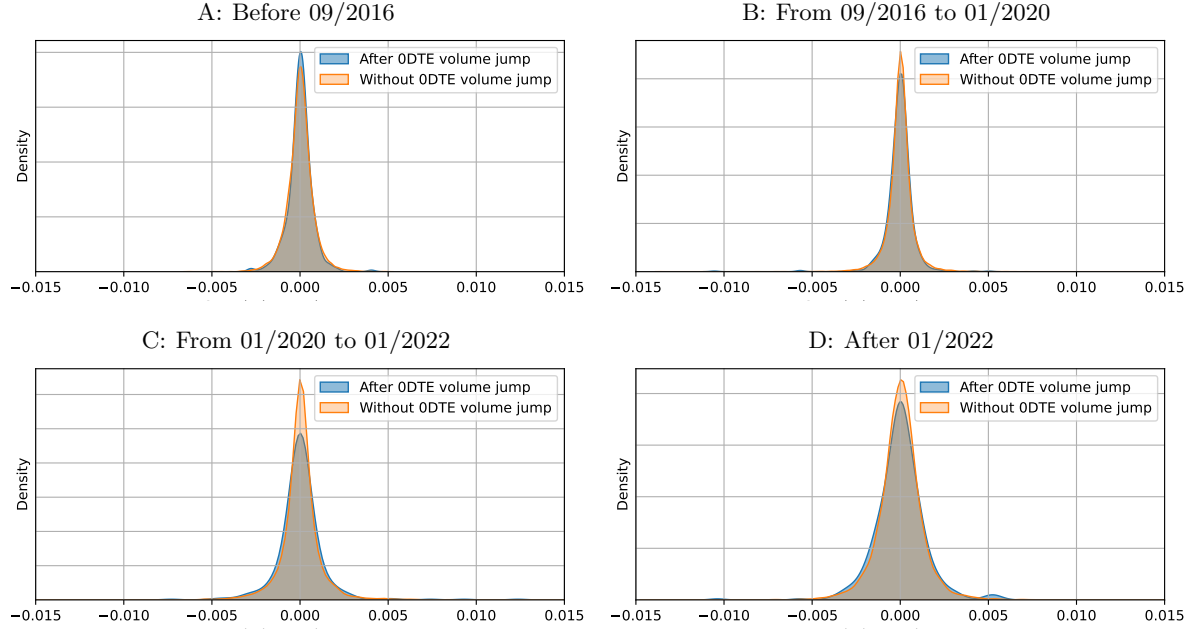 A: Before 09/2016
B: From 09/2016 to 01/2020
After 0DTE volume jump
Without 0DTE volume jump
Density
−0.015 −0.010 −0.005 0.000 0.005 0.010 0.015
After 0DTE volume jump
Without 0DTE volume jump
Density
−0.015 −0.010 −0.005 0.000 0.005 0.010 0.015
C: From 01/2020 to 01/2022
D: After 01/2022
After 0DTE volume jump
Without 0DTE volume jump
Density
−0.015 −0.010 −0.005 0.000 0.005 0.010 0.015
After 0DTE volume jump
Without 0DTE volume jump
Density
−0.015 −0.010 −0.005 0.000 0.005 0.010 0.015